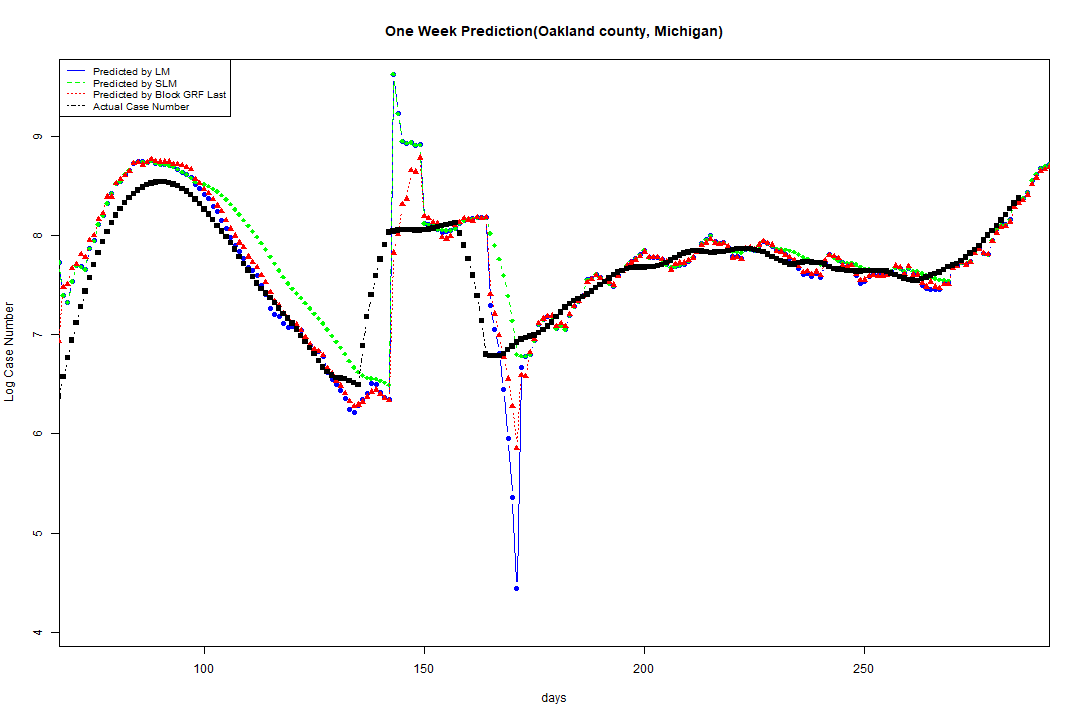 One Week Prediction(Oakland county, Michigan)
Predicted by LM
Predicted by SLM
Predicted by Block GRF Last
Actual Case Number
9
8
7
6
5
4
Log Case Number
100 150 200 250
days